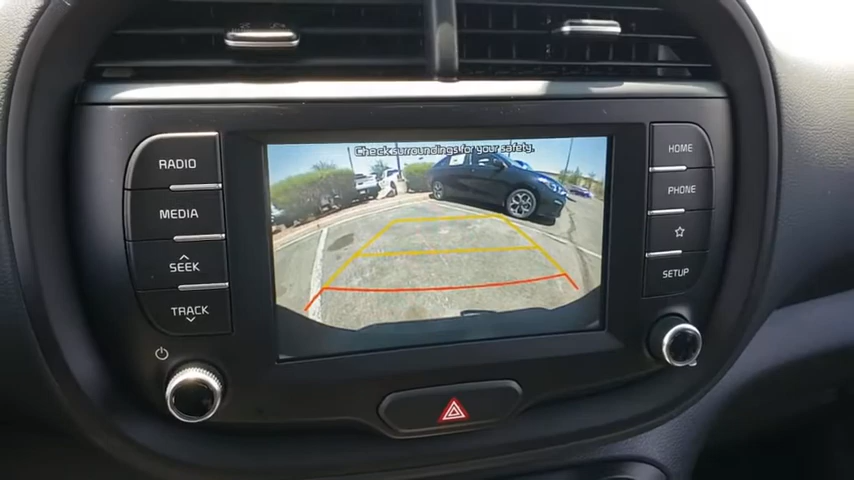 Check surroundings for your safety.
RADIO
MEDIA
SEEK
TRACK
HOME
PHONE
SETUP